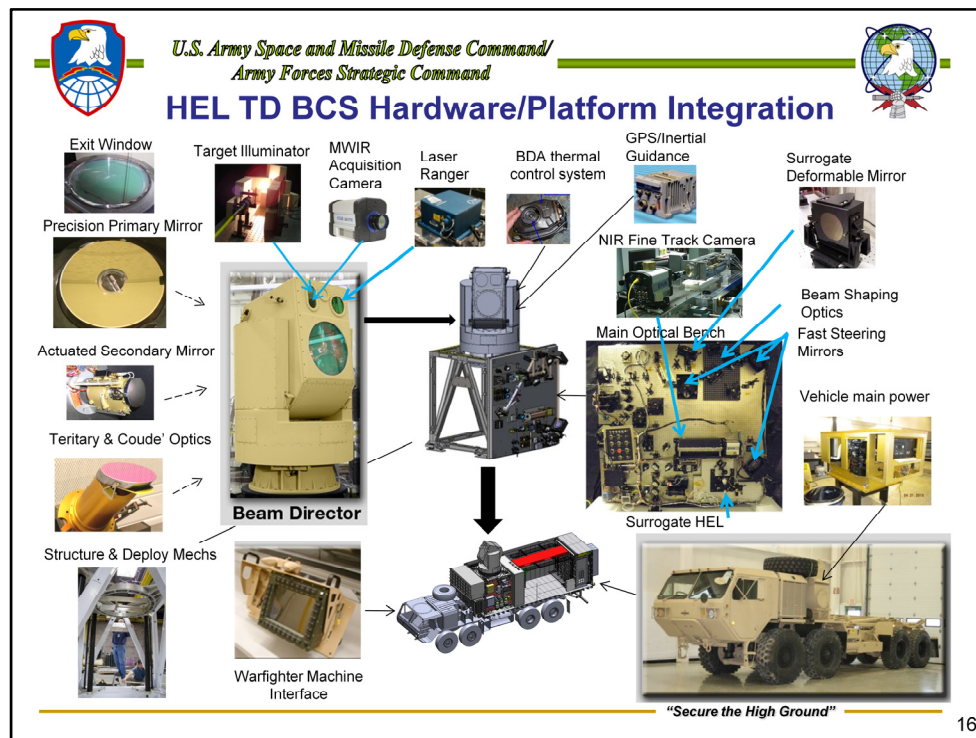 U.S. Army Space and Missile Defense Command/
Army Forces Strategic Command
HEL TD BCS Hardware/Platform Integration
Exit Window
Target Illuminator
MWIR
Acquisition
Camera
Laser
Ranger
BDA thermal
control system
GPS/Inertial
Guidance
Surrogate
Deformable Mirror
Precision Primary Mirror
NIR Fine Track Camera
Beam Shaping
Optics
Main Optical Bench
Fast Steering
Mirrors
Actuated Secondary Mirror
Vehicle main power
Teritary & Coude' Optics
Beam Director
Surrogate HEL
Structure & Deploy Mechs
Warfighter Machine
Interface
"Secure the High Ground"
16